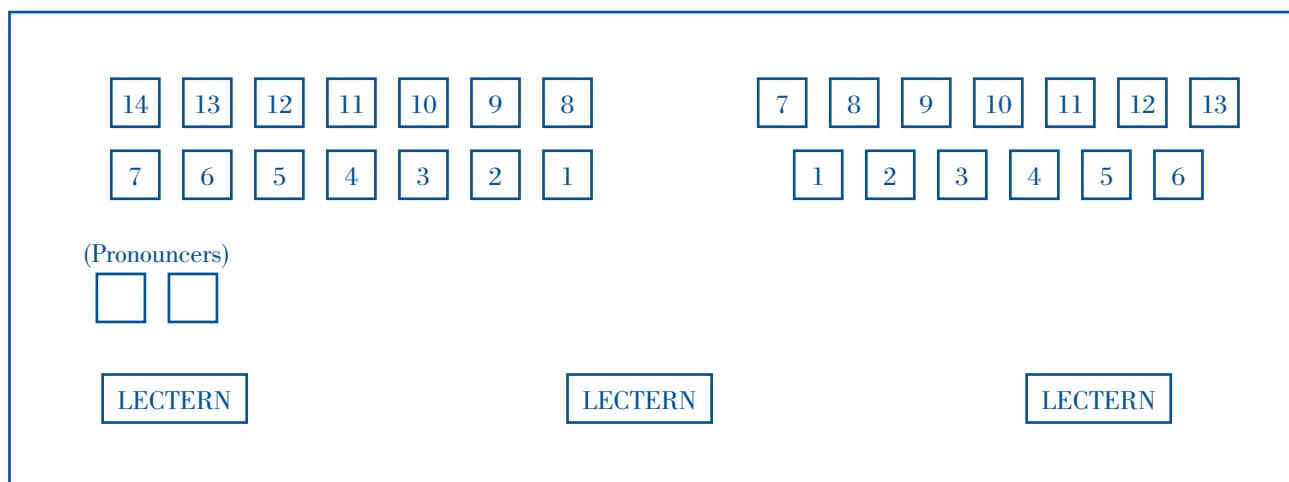 14 13 12 11 10 9 8 7 8 9 10 11 12 13
7 6 5 4 3 2 1 1 2 3 4 5 6
(Pronouncers)
LECTERN LECTERN LECTERN